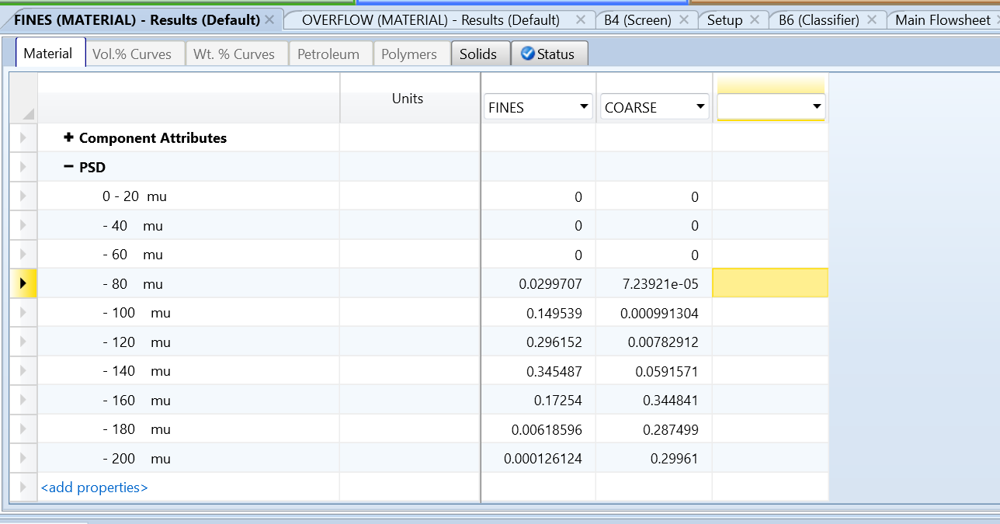 FINES (MATERIAL) - Results (Default) × OVERFLOW (MATERIAL) - Results (Default) × B4 (Screen) × Setup × B6 (Classifier) × Main Flowsheet
Material Vol.% Curves Wt. % Curves Petroleum Polymers Solids Status
Units FINES COARSE
+ Component Attributes
− PSD
0 - 20 mu 0 0
- 40 mu 0 0
- 60 mu 0 0
- 80 mu 0.0299707 7.23921e-05
- 100 mu 0.149539 0.000991304
- 120 mu 0.296152 0.00782912
- 140 mu 0.345487 0.0591571
- 160 mu 0.17254 0.344841
- 180 mu 0.00618596 0.287499
- 200 mu 0.000126124 0.29961
<add properties>